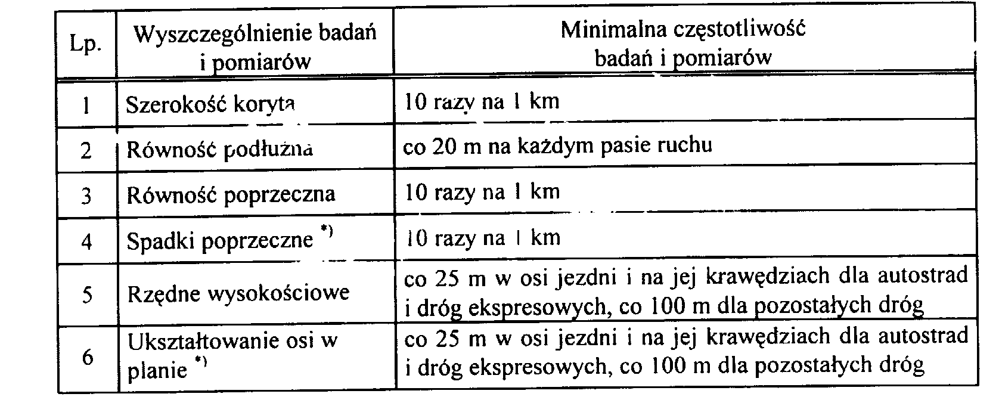 Lp.
Wyszczególnienie badań
i pomiarów
Minimalna częstotliwość
badań i pomiarów
1
Szerokość koryta
10 razy na 1 km
2
Równość podłużna
co 20 m na każdym pasie ruchu
3
Równość poprzeczna
10 razy na 1 km
4
Spadki poprzeczne *)
10 razy na 1 km
5
Rzędne wysokościowe
co 25 m w osi jezdni i na jej krawędziach dla autostrad
i dróg ekspresowych, co 100 m dla pozostałych dróg
6
Ukształtowanie osi w
planie *)
co 25 m w osi jezdni i na jej krawędziach dla autostrad
i dróg ekspresowych, co 100 m dla pozostałych dróg